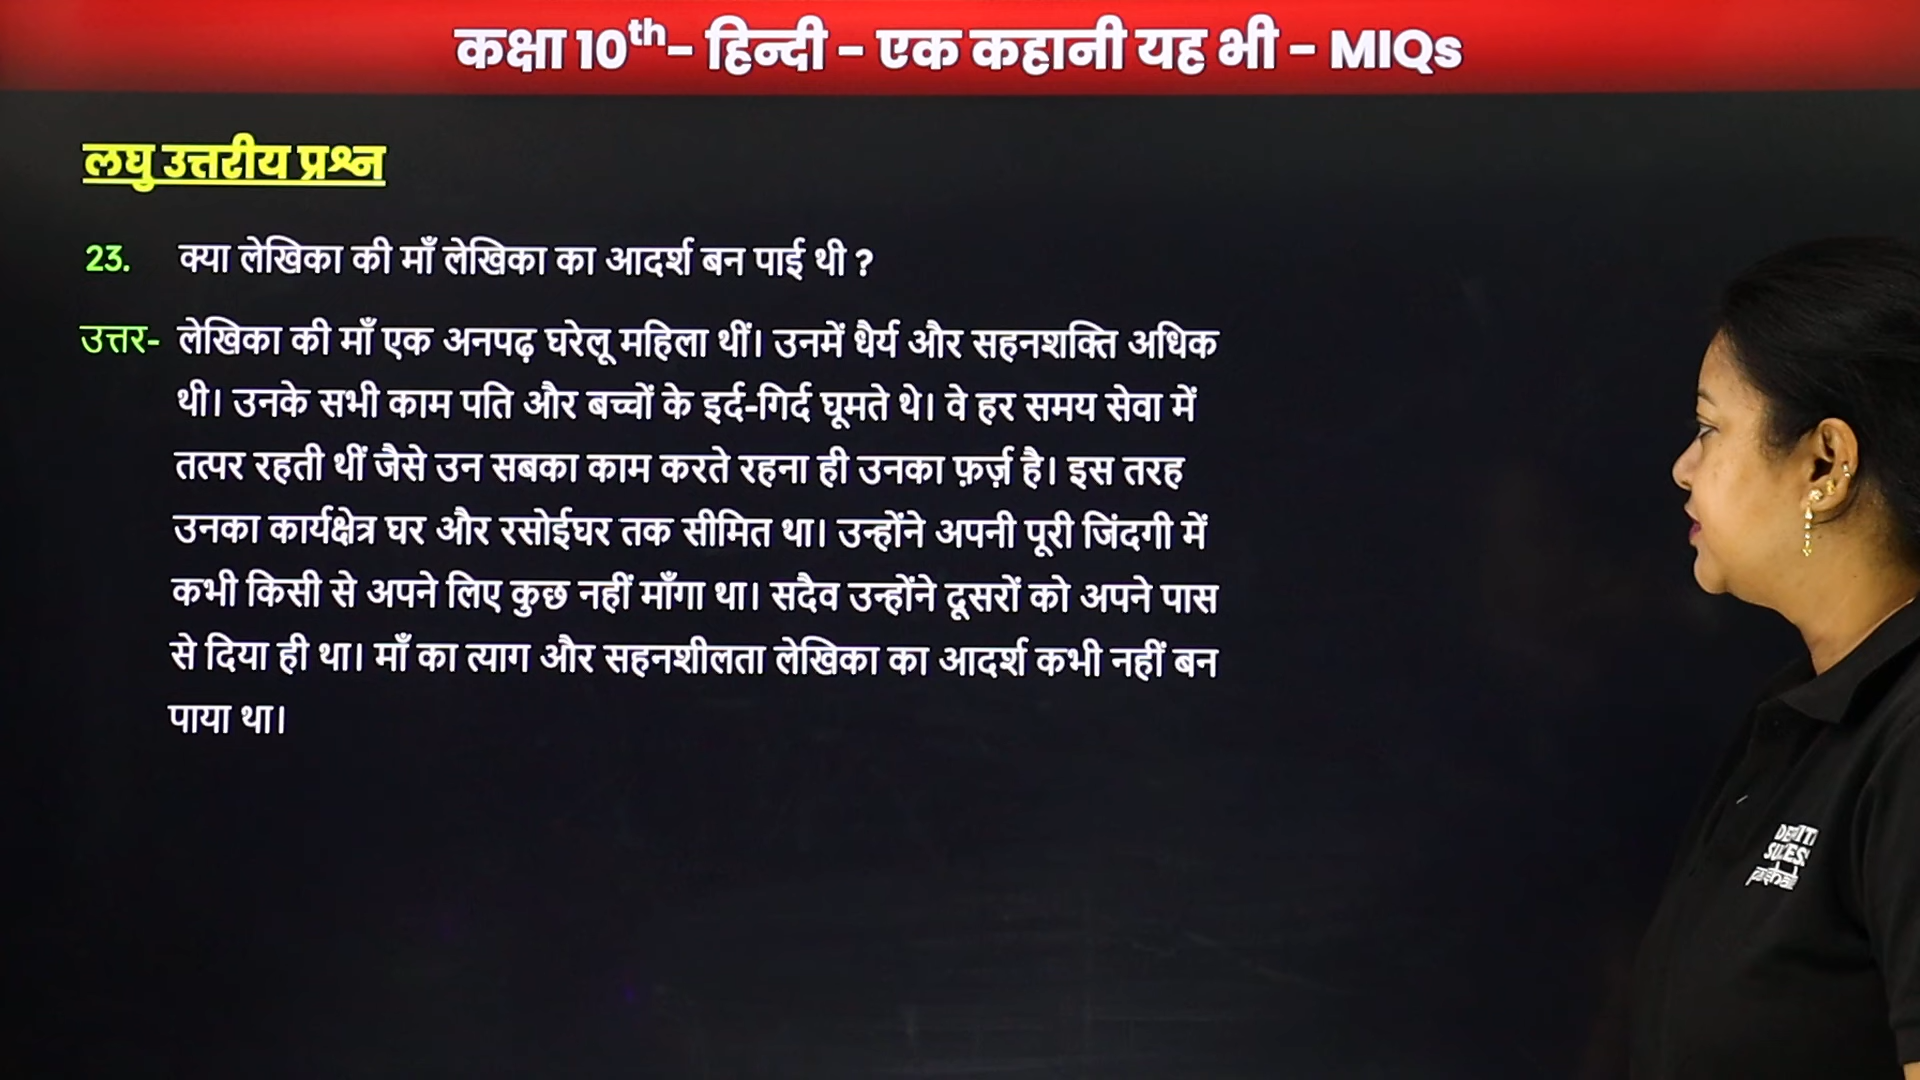 कक्षा 10th – हिन्दी – एक कहानी यह भी – MIQs
लघु उत्तरीय प्रश्न
23. क्या लेखिका की माँ लेखिका का आदर्श बन पाई थी ?
उत्तर- लेखिका की माँ एक अनपढ़ घरेलू महिला थीं। उनमें धैर्य और सहनशक्ति अधिक
थी। उनके सभी काम पति और बच्चों के इर्द-गिर्द घूमते थे। वे हर समय सेवा में
तत्पर रहती थीं जैसे उन सबका काम करते रहना ही उनका फ़र्ज़ है। इस तरह
उनका कार्यक्षेत्र घर और रसोईघर तक सीमित था। उन्होंने अपनी पूरी जिंदगी में
कभी किसी से अपने लिए कुछ नहीं माँगा था। सदैव उन्होंने दूसरों को अपने पास
से दिया ही था। माँ का त्याग और सहनशीलता लेखिका का आदर्श कभी नहीं बन
पाया था।